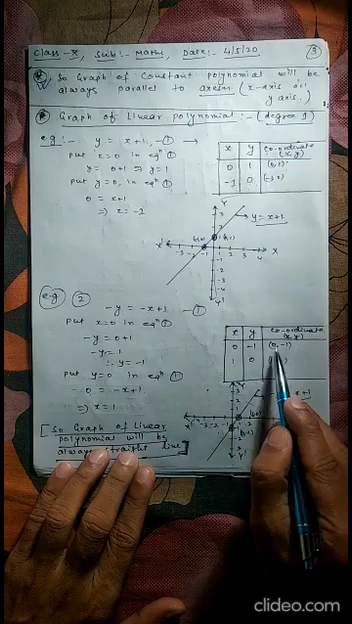 Class-X, Sub:- Math, Date:- 4/5/20 (3)
So Graph of Constant polynomial will be
always parallel to axes (x-axis or
y axis.)
Graph of Linear polynomial :- (degree 1)
e.g:- y = x+1, -①
put x=0 in eqn ①
y = 0+1 ⇒ y=1
put y=0, in eqn ①
0 = x+1
⇒ x = -1
x y co-ordinate (x,y)
0 1 (0,1)
-1 0 (-1,0)
y=x+1
e.g ②
-y = -x+1 -①
Put x=0 in eqn ①
-y = 0+1
-y = 1
∴ y = -1
Put y=0 in eqn ①
0 = -x+1
⇒ x = 1
x y co-ordinate
0 -1 (0,-1)
1 0
[So Graph of Linear
polynomial will be
always straight line]
clideo.com